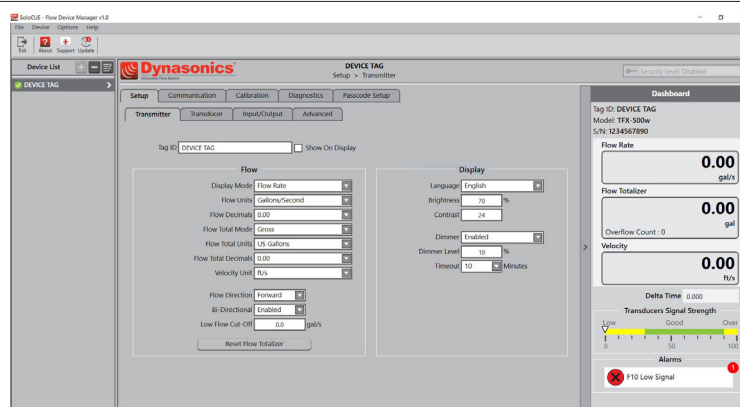 SoloCUE - Flow Device Manager v1.0
File Device Options Help
Exit About Support Update
Device List
DEVICE TAG
Dynasonics
Ultrasonic Flow Meters
DEVICE TAG
Setup > Transmitter
Security Level: Disabled
Setup Communication Calibration Diagnostics Passcode Setup
Transmitter Transducer Input/Output Advanced
Tag ID DEVICE TAG Show On Display
Flow
Display Mode Flow Rate
Flow Units Gallons/Second
Flow Decimals 0.00
Flow Total Mode Gross
Flow Total Units US Gallons
Flow Total Decimals 0.00
Velocity Unit ft/s
Flow Direction Forward
Bi-Directional Enabled
Low Flow Cut-Off 0.0 gal/s
Reset Flow Totalizer
Display
Language English
Brightness 70 %
Contrast 24
Dimmer Enabled
Dimmer Level 10 %
Timeout 10 Minutes
Dashboard
Tag ID: DEVICE TAG
Model: TFX-500w
S/N: 1234567890
Flow Rate
0.00
gal/s
Flow Totalizer
0.00
gal
Overflow Count : 0
Velocity
0.00
ft/s
Delta Time 0.000
Transducers Signal Strength
Low Good Over
0 50 100
Alarms
1
F10 Low Signal